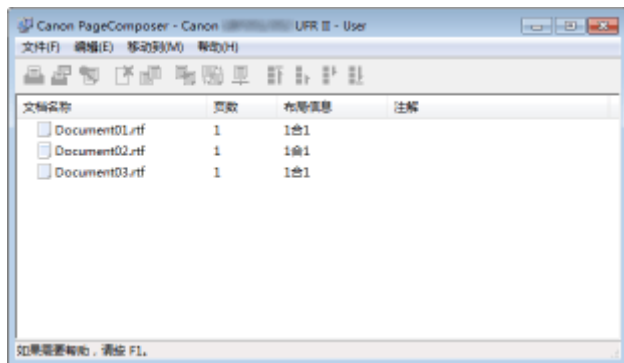 Canon PageComposer - Canon UFR II - User
文件(F) 编辑(E) 移动到(M) 帮助(H)
文档名称 页数 布局信息 注解
Document01.rtf 1 1合1
Document02.rtf 1 1合1
Document03.rtf 1 1合1
如果需要帮助，请按 F1。